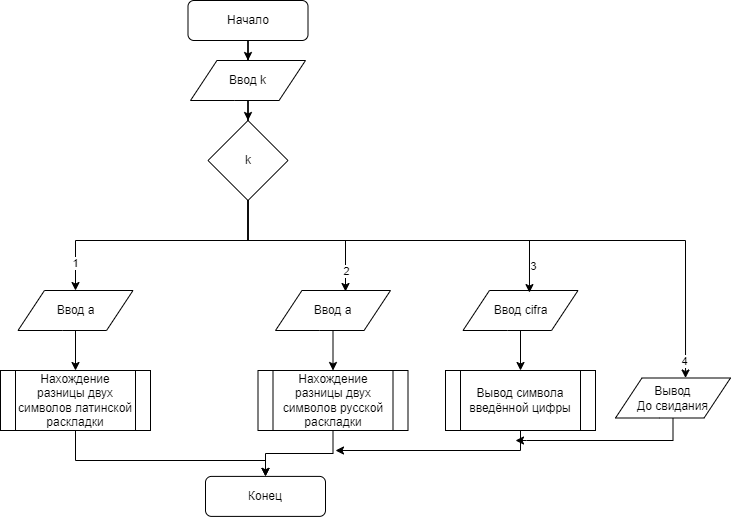 Начало
Ввод k
k
1
2
3
4
Ввод a
Ввод a
Ввод cifra
Нахождение
разницы двух
символов латинской
раскладки
Нахождение
разницы двух
символов русской
раскладки
Вывод символа
введённой цифры
Вывод
До свидания
Конец